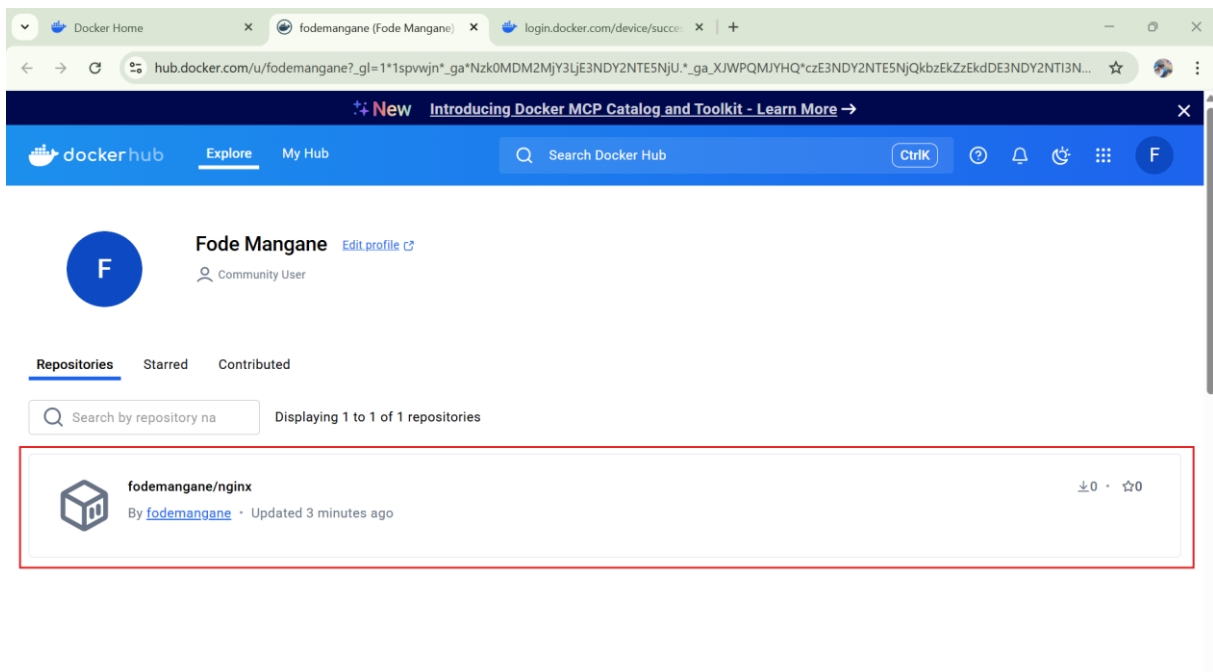 Docker Home
fodemangane (Fode Mangane)
login.docker.com/device/succe
hub.docker.com/u/fodemangane?_gl=1*1spvwjn*_ga*Nzk0MDM2MjY3LjE3NDY2NTE5NjU.*_ga_XJWPQMJYHQ*czE3NDY2NTE5NjQkbzEkZzEkdDE3NDY2NTI3N...
New Introducing Docker MCP Catalog and Toolkit - Learn More →
dockerhub Explore My Hub Search Docker Hub CtrlK F
F
Fode Mangane Edit profile
Community User
Repositories Starred Contributed
Search by repository na Displaying 1 to 1 of 1 repositories
fodemangane/nginx 0 · 0
By fodemangane · Updated 3 minutes ago